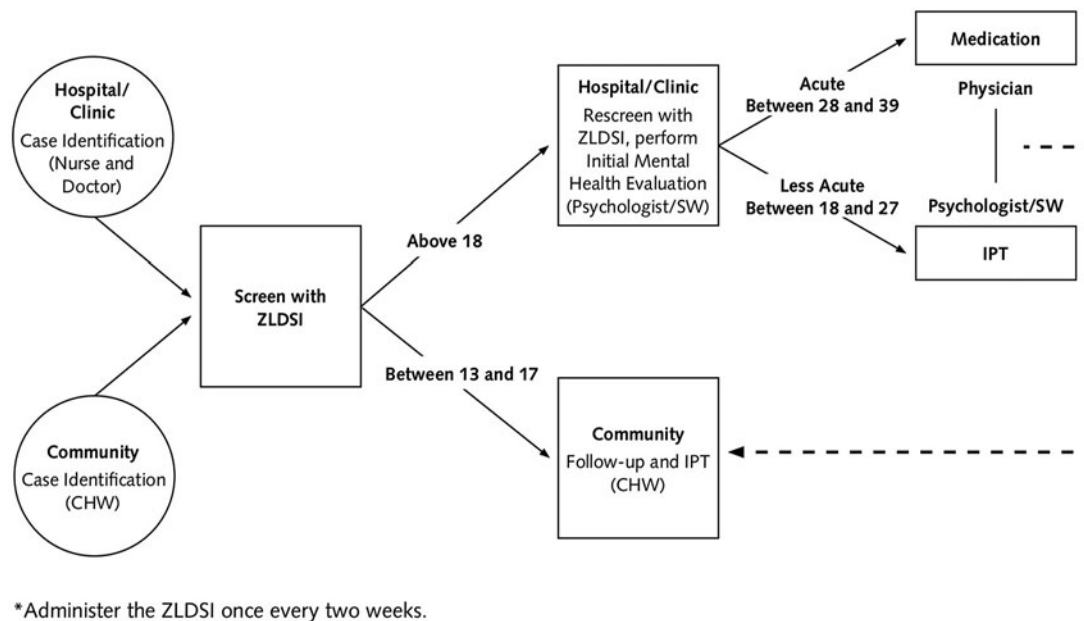 Hospital/
Clinic
Case Identification
(Nurse and
Doctor)
Community
Case Identification
(CHW)
Screen with
ZLDSI
Above 18
Between 13 and 17
Hospital/Clinic
Rescreen with
ZLDSI, perform
Initial Mental
Health Evaluation
(Psychologist/SW)
Community
Follow-up and IPT
(CHW)
Acute
Between 28 and 39
Less Acute
Between 18 and 27
Medication
Physician
Psychologist/SW
IPT
*Administer the ZLDSI once every two weeks.